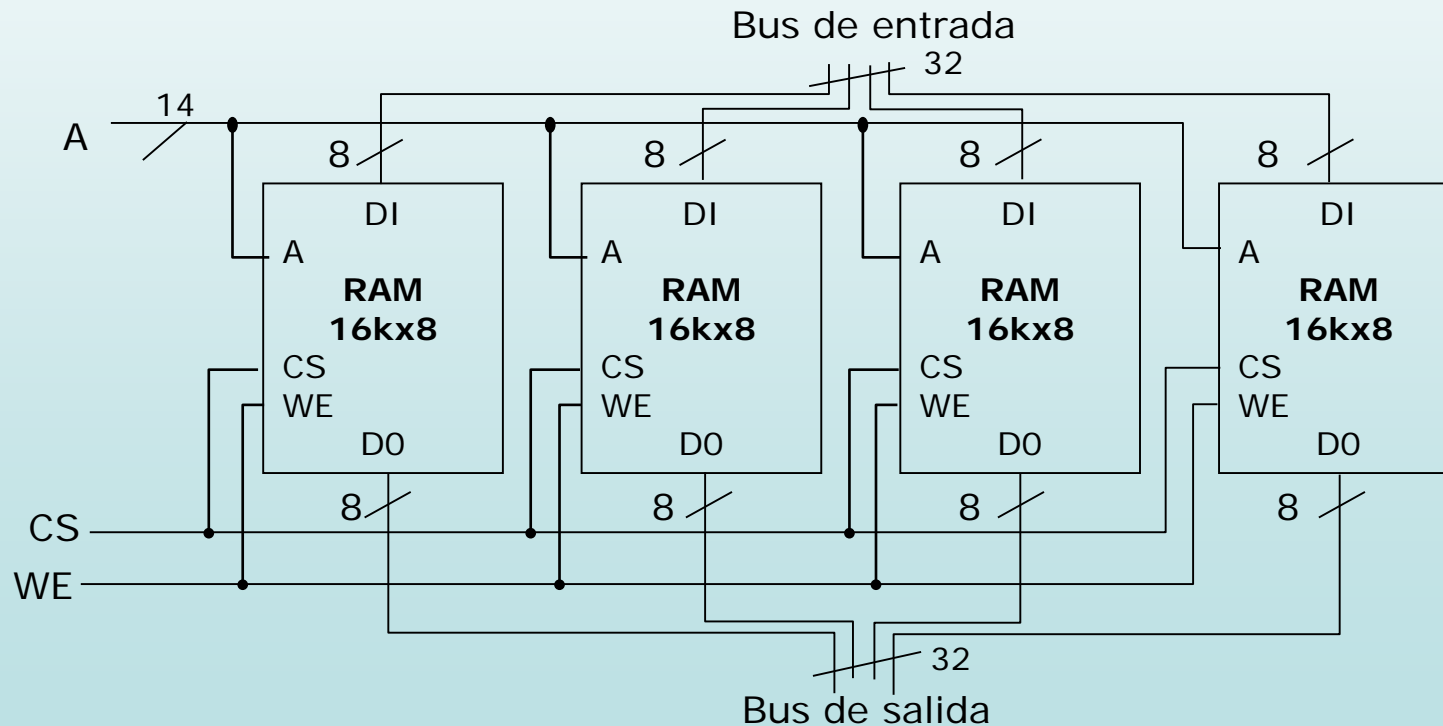 Bus de entrada
32
14
A
8
8
8
8
DI
DI
DI
DI
A
A
A
A
RAM
16kx8
RAM
16kx8
RAM
16kx8
RAM
16kx8
CS
CS
CS
CS
WE
WE
WE
WE
D0
D0
D0
D0
8
8
8
8
CS
WE
32
Bus de salida